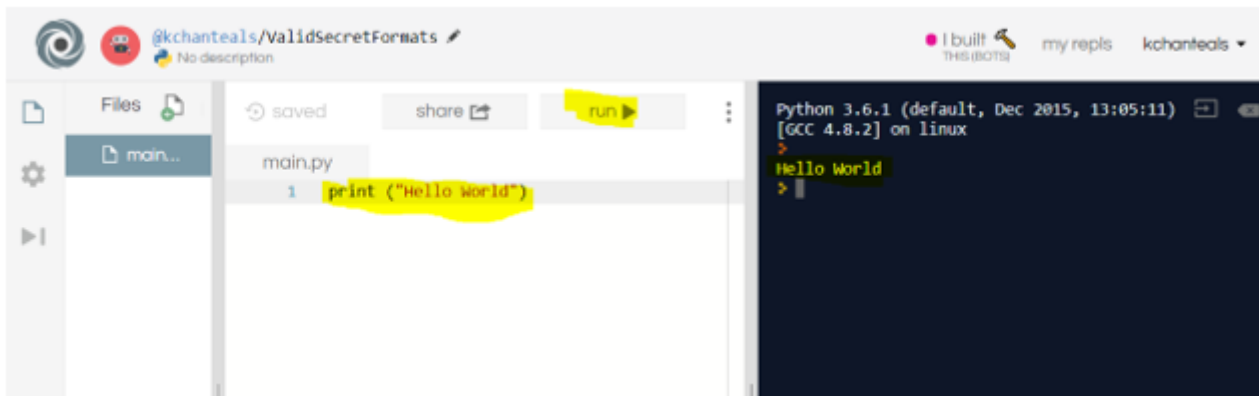 @kchanteals/ValidSecretFormats
No description
I built
THIS (BOTS)
my repls
kchanteals
Files
main...
saved
share
run
main.py
1 print ("Hello World")
Python 3.6.1 (default, Dec 2015, 13:05:11)
[GCC 4.8.2] on linux
>
Hello World
>